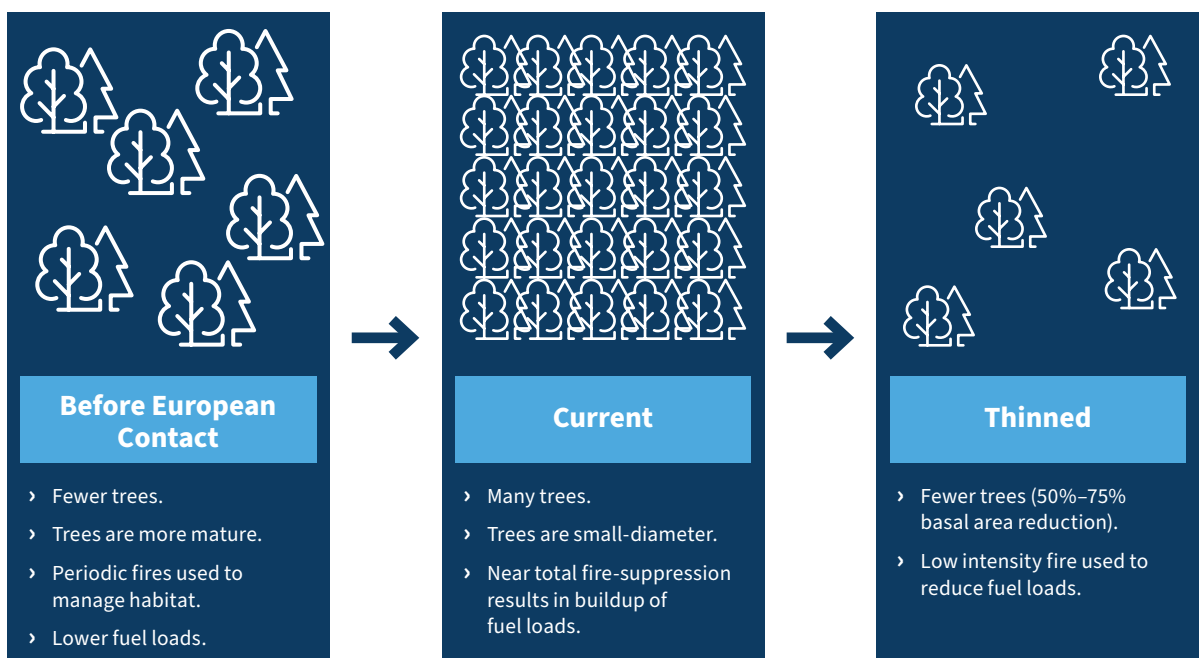 Before European
Contact
› Fewer trees.
› Trees are more mature.
› Periodic fires used to
manage habitat.
› Lower fuel loads.
Current
› Many trees.
› Trees are small-diameter.
› Near total fire-suppression
results in buildup of
fuel loads.
Thinned
› Fewer trees (50%–75%
basal area reduction).
› Low intensity fire used to
reduce fuel loads.